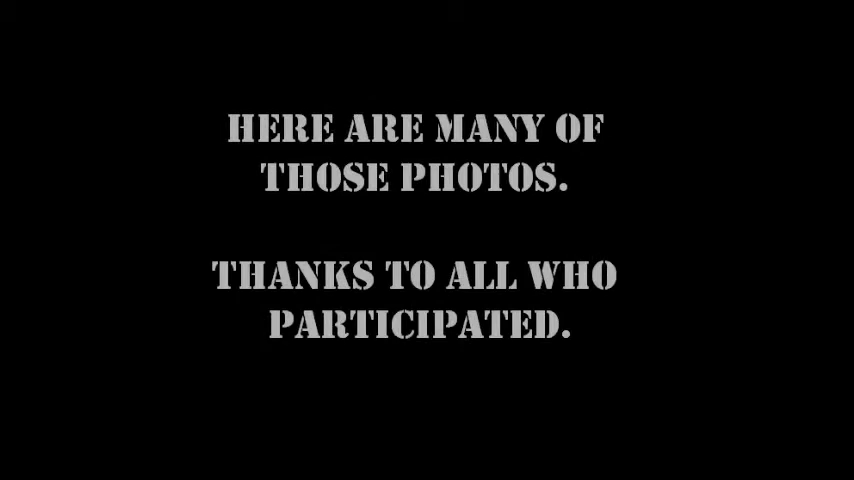 HERE ARE MANY OF
THOSE PHOTOS.
THANKS TO ALL WHO
PARTICIPATED.